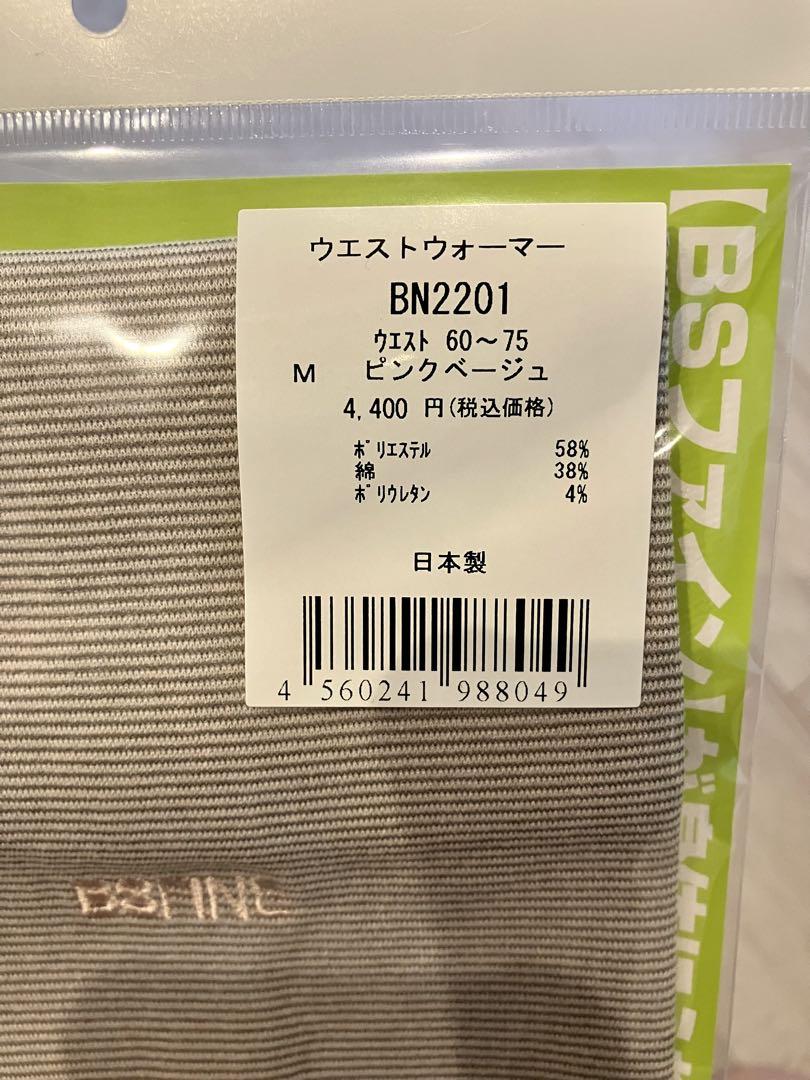 ウエストウォーマー
BN2201
ｳｴｽﾄ 60～75
M ピンクベージュ
4,400 円(税込価格)
ﾎﾟﾘｴｽﾃﾙ 58%
綿 38%
ﾎﾟﾘｳﾚﾀﾝ 4%
日本製
4 560241 988049
【BSファイン】が
BSFINE